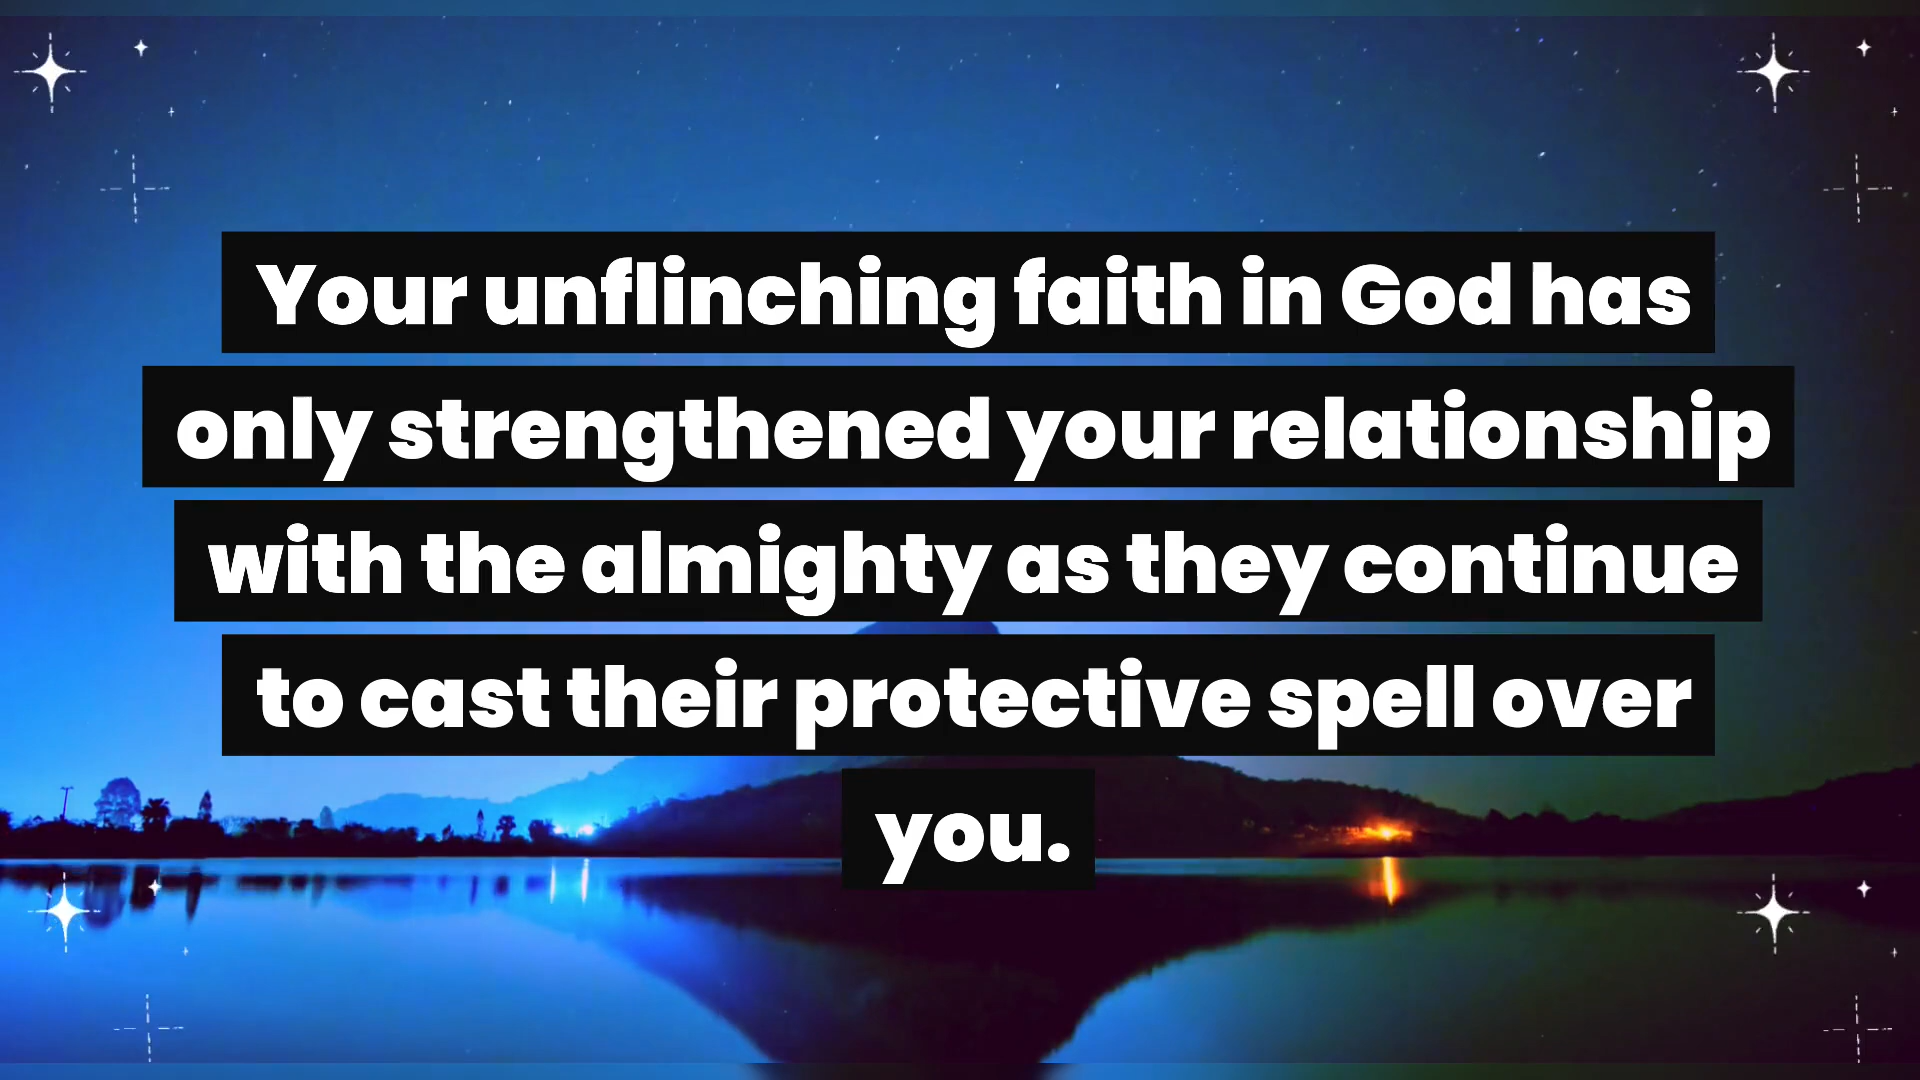 Your unflinching faith in God has
only strengthened your relationship
with the almighty as they continue
to cast their protective spell over
you.